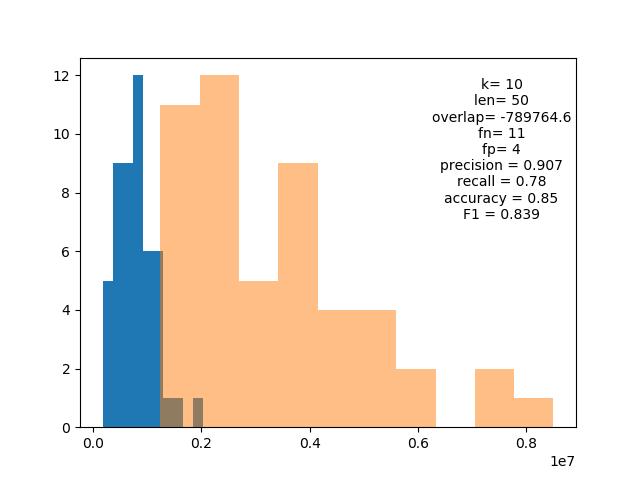 k= 10
len= 50
overlap= -789764.6
fn= 11
fp= 4
precision = 0.907
recall = 0.78
accuracy = 0.85
F1 = 0.839
12
10
8
6
4
2
0
0.0 0.2 0.4 0.6 0.8
1e7